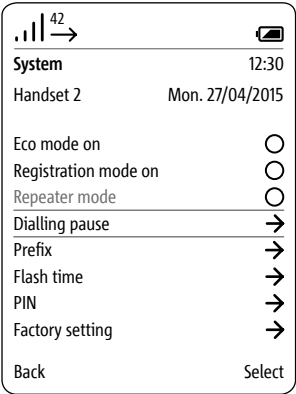 42
System 12:30
Handset 2 Mon. 27/04/2015
Eco mode on
Registration mode on
Repeater mode
Dialling pause
Prefix
Flash time
PIN
Factory setting
Back Select